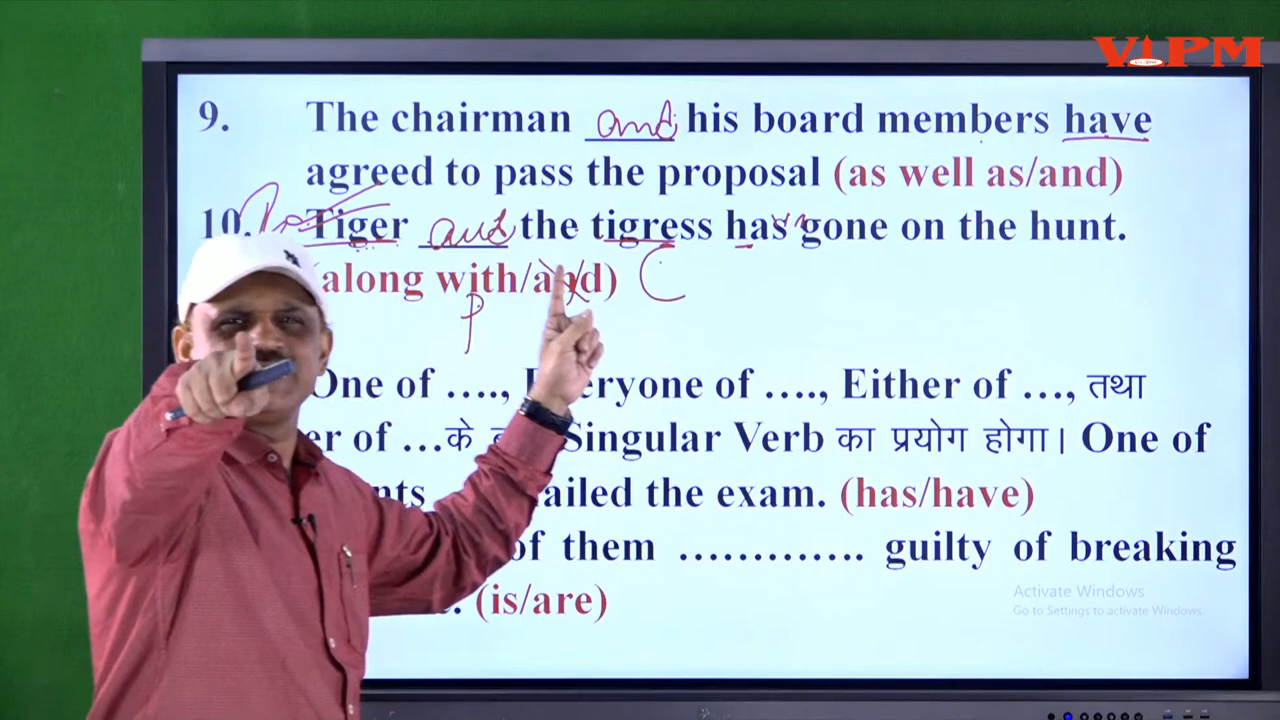 VIPM
9. The chairman and his board members have
agreed to pass the proposal (as well as/and)
10. Tiger and the tigress has gone on the hunt.
(along with/and) C
P
One of …., Everyone of …., Either of …, तथा
er of …के Singular Verb का प्रयोग होगा। One of
nts ailed the exam. (has/have)
of them …………. guilty of breaking
(is/are)
Activate Windows
Go to Settings to activate Windows.